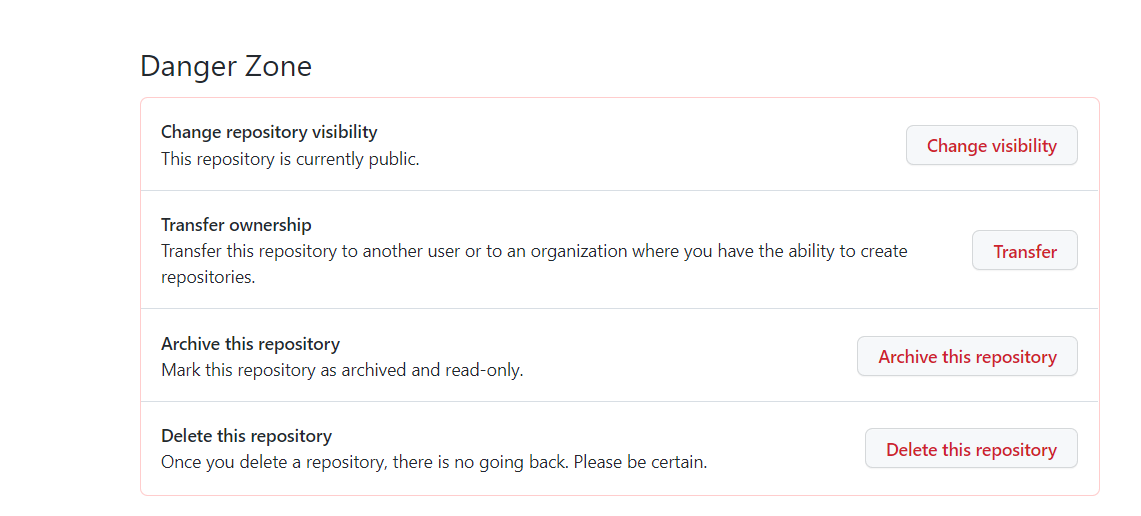 Danger Zone
Change repository visibility
This repository is currently public.
Change visibility
Transfer ownership
Transfer this repository to another user or to an organization where you have the ability to create
repositories.
Transfer
Archive this repository
Mark this repository as archived and read-only.
Archive this repository
Delete this repository
Once you delete a repository, there is no going back. Please be certain.
Delete this repository